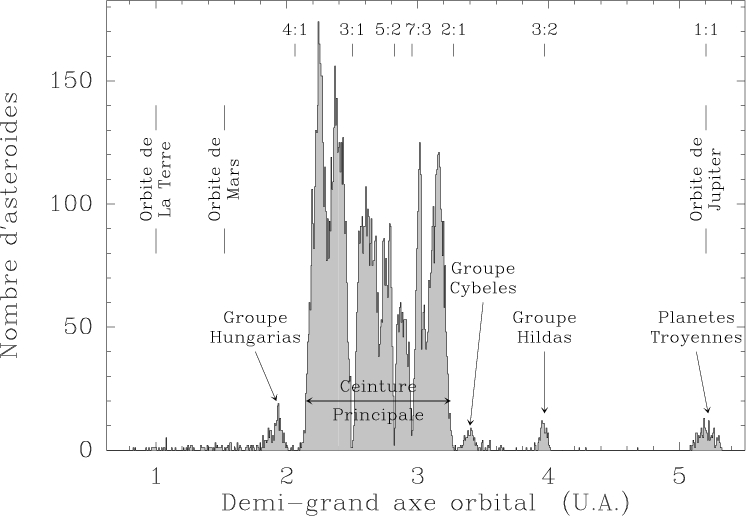 4:1 3:1 5:2 7:3 2:1 3:2 1:1
150
100
50
0
Nombre d'asteroides
Orbite de
La Terre
Orbite de
Mars
Orbite de
Jupiter
Groupe
Cybeles
Groupe
Hungarias
Groupe
Hildas
Planetes
Troyennes
Ceinture
Principale
1 2 3 4 5
Demi-grand axe orbital (U.A.)